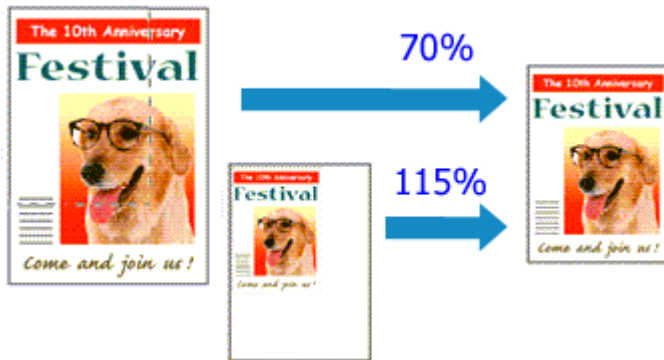 The 10th Anniversary
Festival
Come and join us!
70%
The 10th Anniversary
Festival
Come and join us!
115%
The 10th Anniversary
Festival
Come and join us!